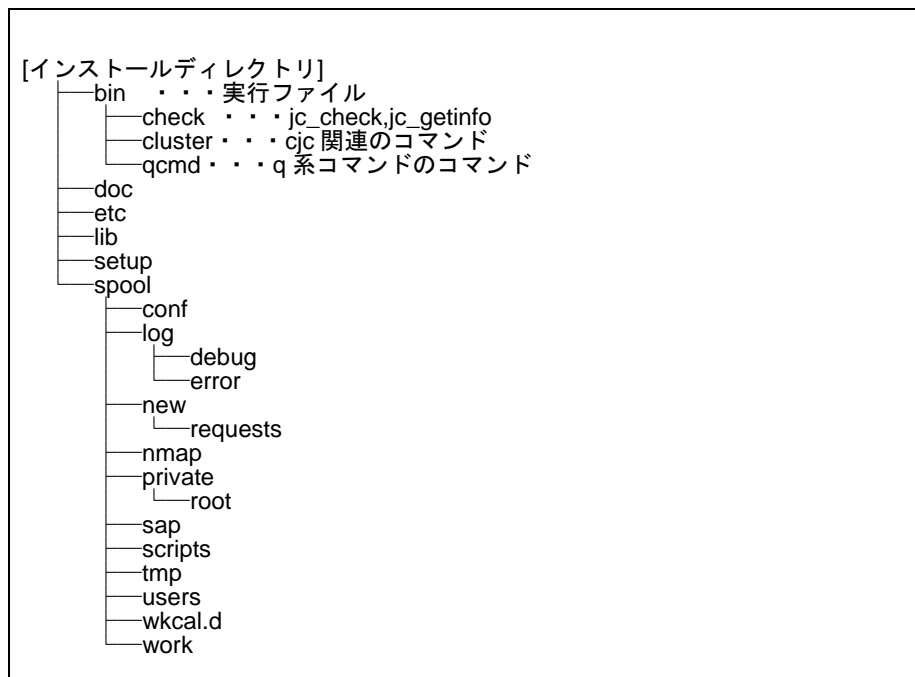 [インストールディレクトリ]
├──bin ・・・実行ファイル
│ ├──check ・・・jc_check,jc_getinfo
│ ├──cluster・・・cjc 関連のコマンド
│ └──qcmd・・・q 系コマンドのコマンド
├──doc
├──etc
├──lib
├──setup
└──spool
├──conf
├──log
│ ├──debug
│ └──error
├──new
│ └──requests
├──nmap
├──private
│ └──root
├──sap
├──scripts
├──tmp
├──users
├──wkcal.d
└──work